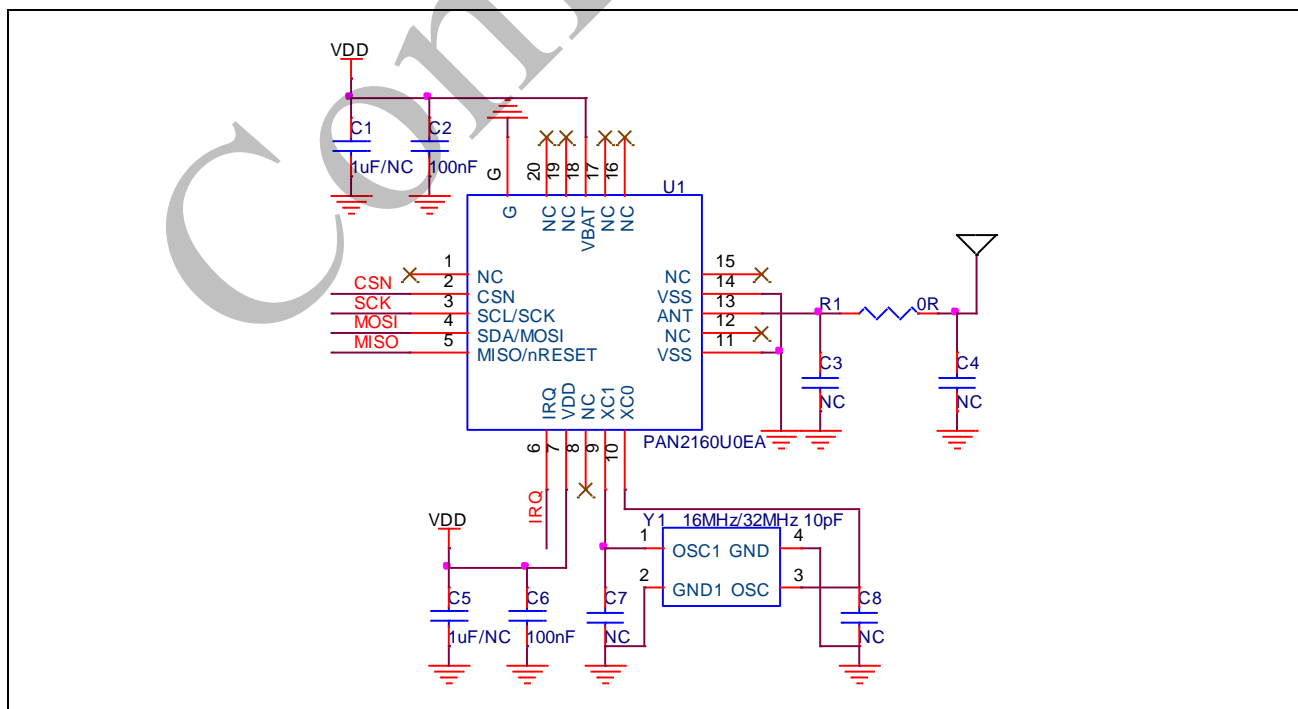 Con
VDD
C1
C2
1uF/NC
100nF
G
20
19
18
17
16
U1
G
NC
NC
VBAT
NC
NC
1
NC
15
NC
CSN
2
CSN
14
VSS
SCK
3
SCL/SCK
13
ANT
R1
0R
MOSI
4
SDA/MOSI
12
NC
MISO
5
MISO/nRESET
11
VSS
C3
C4
NC
NC
IRQ
VDD
NC
XC1
XC0
PAN2160U0EA
6
7
8
9
10
IRQ
VDD
Y1
16MHz/32MHz 10pF
1
OSC1 GND
4
2
GND1 OSC
3
C5
C6
C7
C8
1uF/NC
100nF
NC
NC